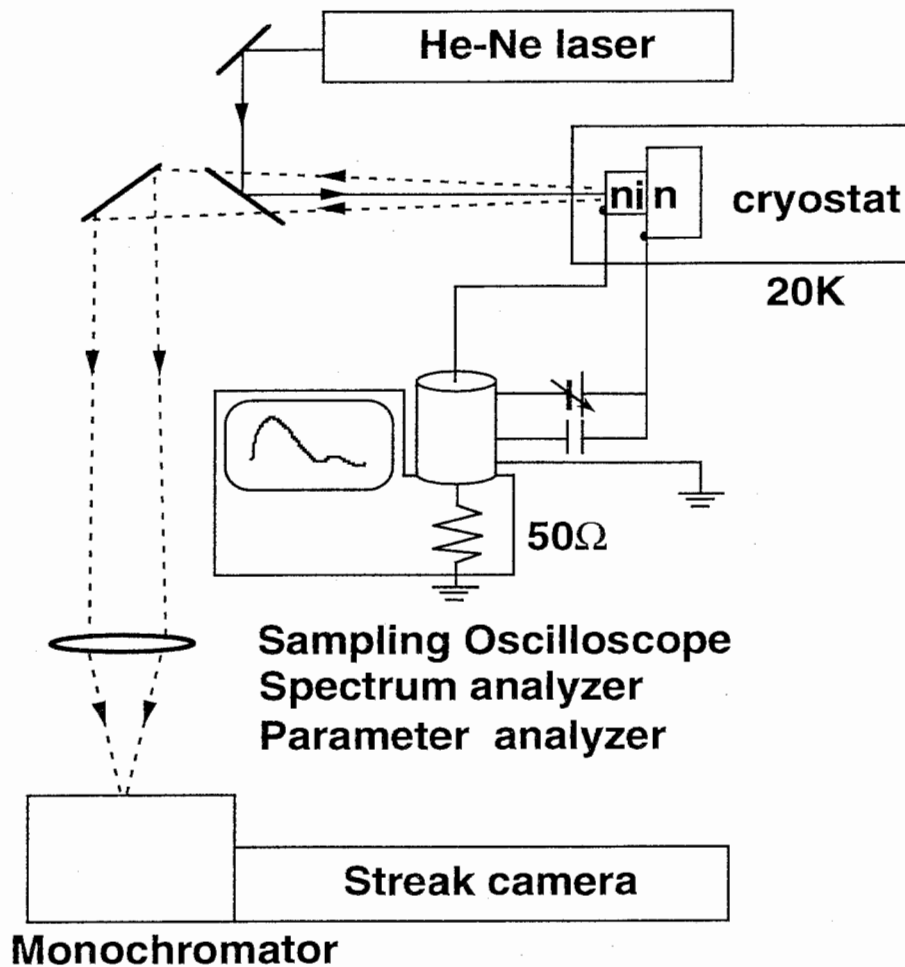 He-Ne laser
ni n
cryostat
20K
50Ω
Sampling Oscilloscope
Spectrum analyzer
Parameter analyzer
Streak camera
Monochromator